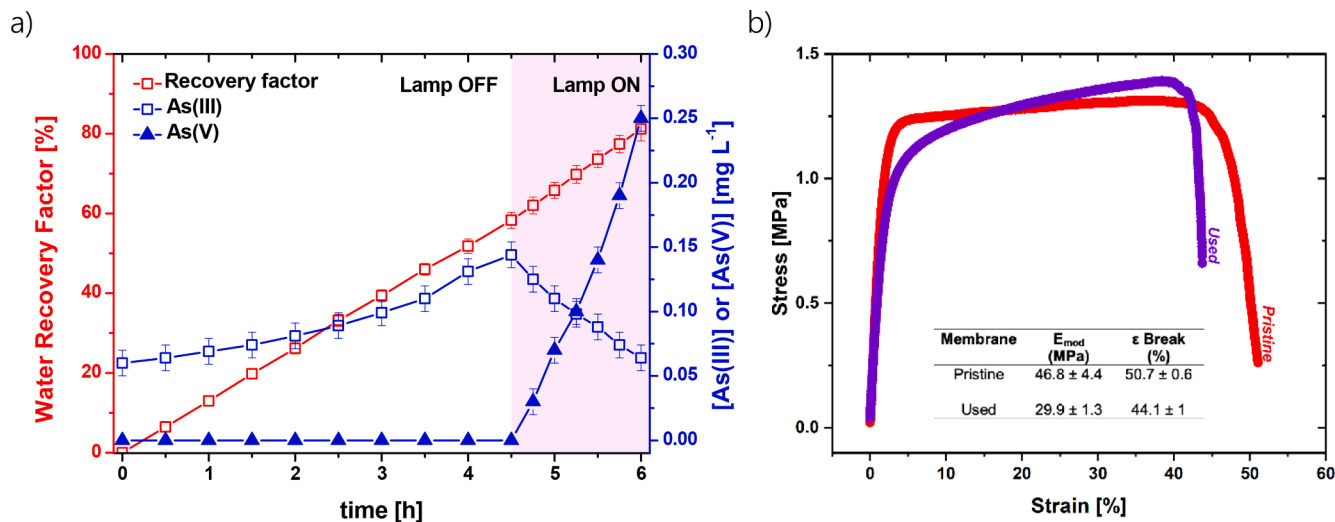 a)
Water Recovery Factor [%]
100
80
60
40
20
0
Recovery factor
As(III)
As(V)
Lamp OFF
Lamp ON
0.30
0.25
0.20
0.15
0.10
0.05
0.00
[As(III)] or [As(V)] [mg L⁻¹]
0 1 2 3 4 5 6
time [h]
b)
Stress [MPa]
1.5
1.0
0.5
0.0
Used
Pristine
Membrane E_mod (MPa) ε Break (%)
Pristine 46.8 ± 4.4 50.7 ± 0.6
Used 29.9 ± 1.3 44.1 ± 1
0 10 20 30 40 50 60
Strain [%]